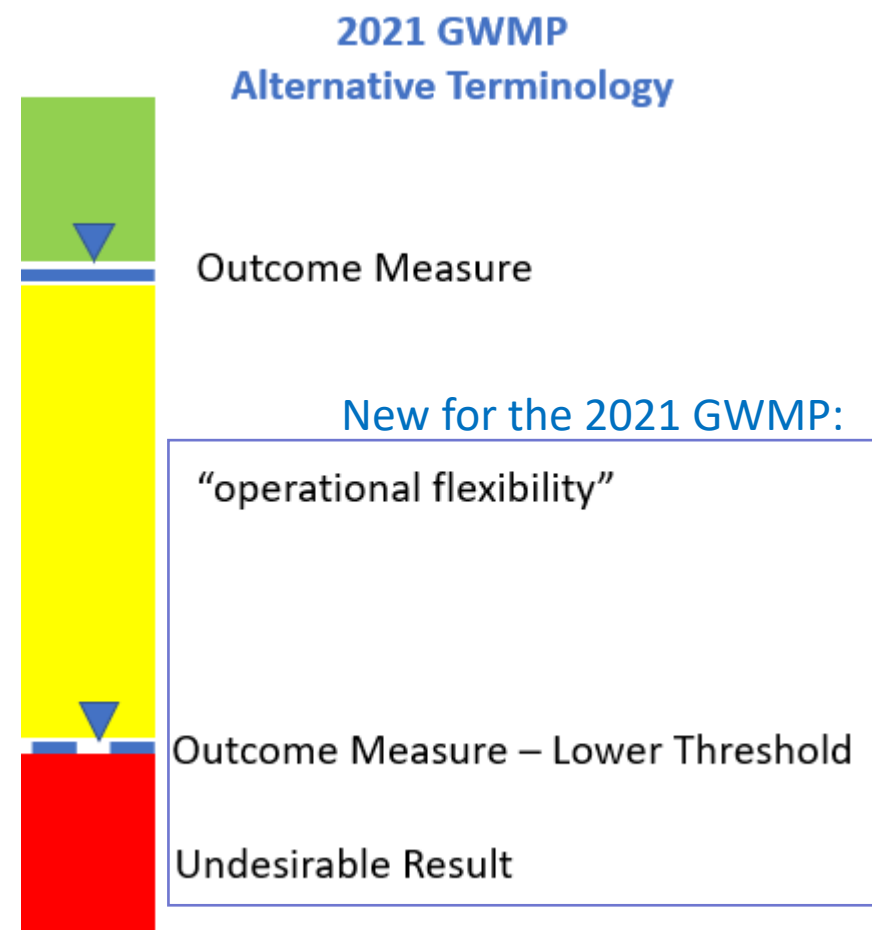 2021 GWMP
Alternative Terminology
Outcome Measure
New for the 2021 GWMP:
“operational flexibility”
Outcome Measure – Lower Threshold
Undesirable Result